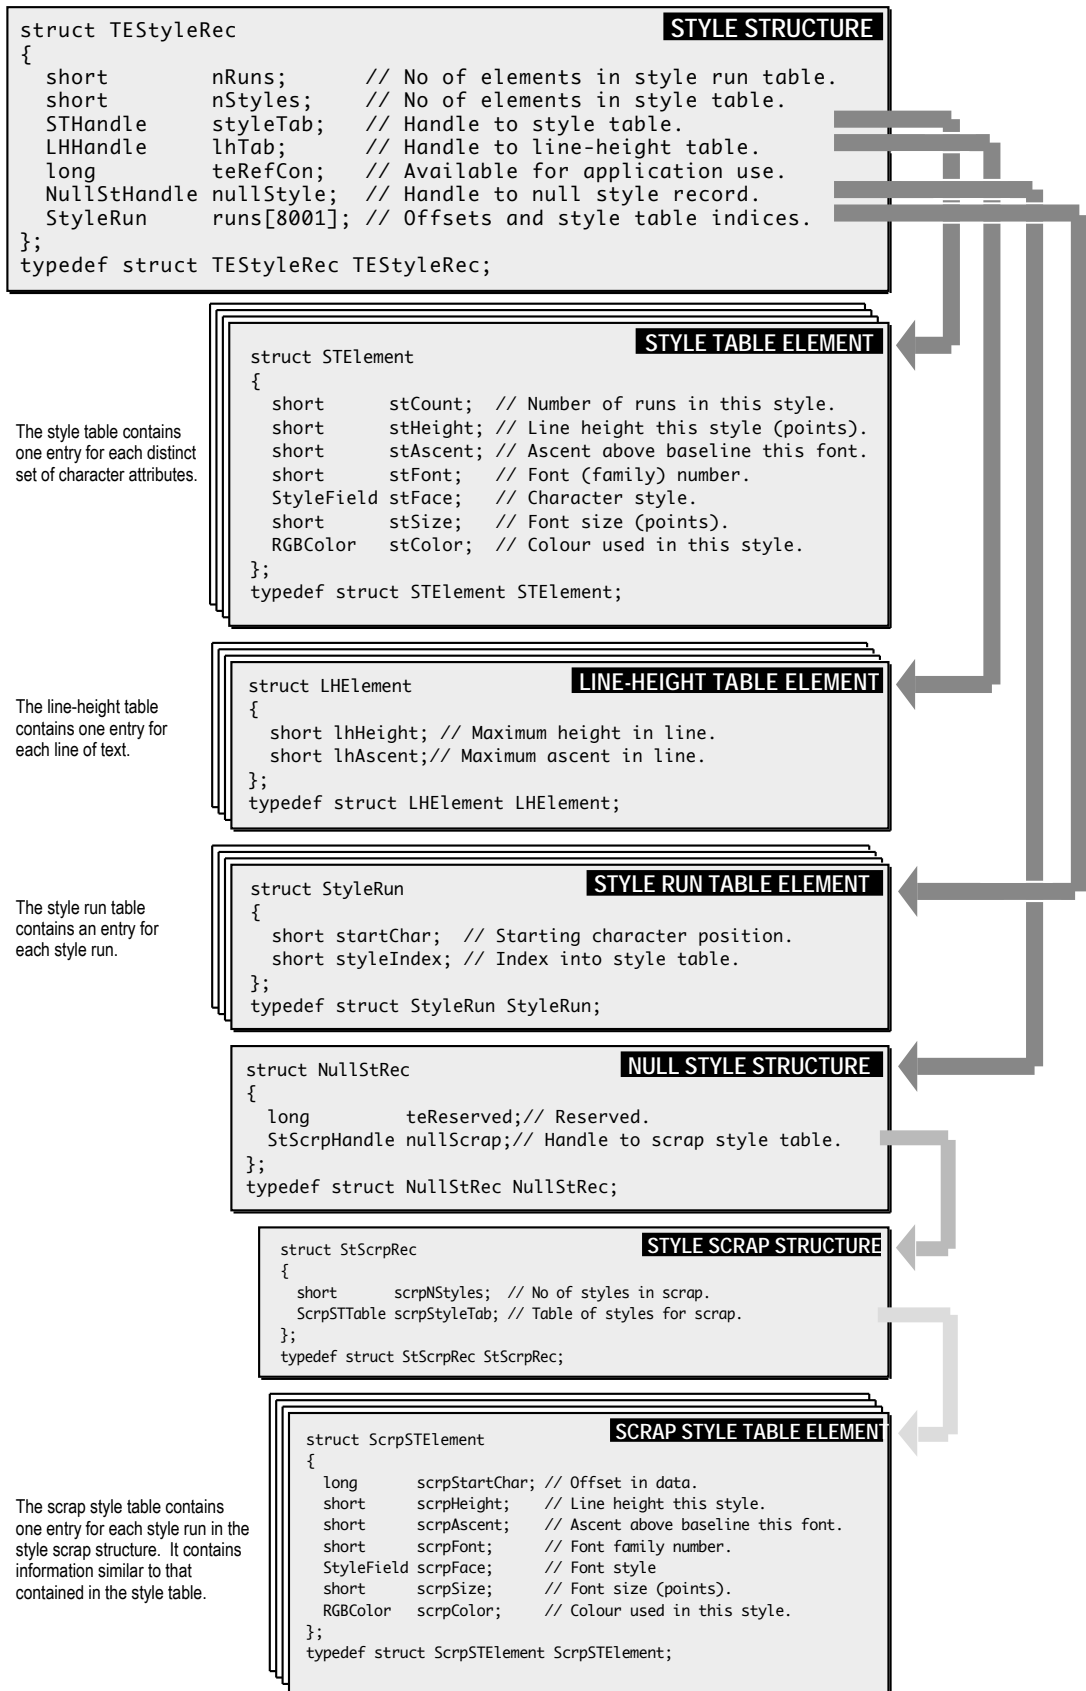 STYLE STRUCTURE
struct TEStyleRec
{
short nRuns; // No of elements in style run table.
short nStyles; // No of elements in style table.
STHandle styleTab; // Handle to style table.
LHHandle lhTab; // Handle to line-height table.
long teRefCon; // Available for application use.
NullStHandle nullStyle; // Handle to null style record.
StyleRun runs[8001]; // Offsets and style table indices.
};
typedef struct TEStyleRec TEStyleRec;
STYLE TABLE ELEMENT
struct STElement
{
short stCount; // Number of runs in this style.
short stHeight; // Line height this style (points).
short stAscent; // Ascent above baseline this font.
short stFont; // Font (family) number.
StyleField stFace; // Character style.
short stSize; // Font size (points).
RGBColor stColor; // Colour used in this style.
};
typedef struct STElement STElement;
The style table contains
one entry for each distinct
set of character attributes.
LINE-HEIGHT TABLE ELEMENT
struct LHElement
{
short lhHeight; // Maximum height in line.
short lhAscent;// Maximum ascent in line.
};
typedef struct LHElement LHElement;
The line-height table
contains one entry for
each line of text.
STYLE RUN TABLE ELEMENT
struct StyleRun
{
short startChar; // Starting character position.
short styleIndex; // Index into style table.
};
typedef struct StyleRun StyleRun;
The style run table
contains an entry for
each style run.
NULL STYLE STRUCTURE
struct NullStRec
{
long teReserved;// Reserved.
StScrpHandle nullScrap;// Handle to scrap style table.
};
typedef struct NullStRec NullStRec;
STYLE SCRAP STRUCTURE
struct StScrpRec
{
short scrpNStyles; // No of styles in scrap.
ScrpSTTable scrpStyleTab; // Table of styles for scrap.
};
typedef struct StScrpRec StScrpRec;
SCRAP STYLE TABLE ELEMENT
struct ScrpSTElement
{
long scrpStartChar; // Offset in data.
short scrpHeight; // Line height this style.
short scrpAscent; // Ascent above baseline this font.
short scrpFont; // Font family number.
StyleField scrpFace; // Font style
short scrpSize; // Font size (points).
RGBColor scrpColor; // Colour used in this style.
};
typedef struct ScrpSTElement ScrpSTElement;
The scrap style table contains
one entry for each style run in the
style scrap structure. It contains
information similar to that
contained in the style table.